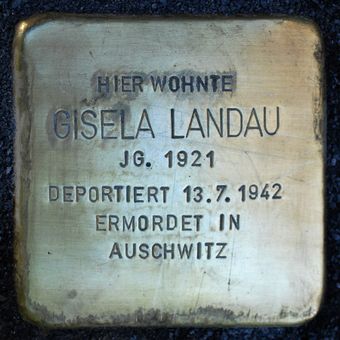 HIER WOHNTE
GISELA LANDAU
JG. 1921
DEPORTIERT 13.7.1942
ERMORDET IN
AUSCHWITZ